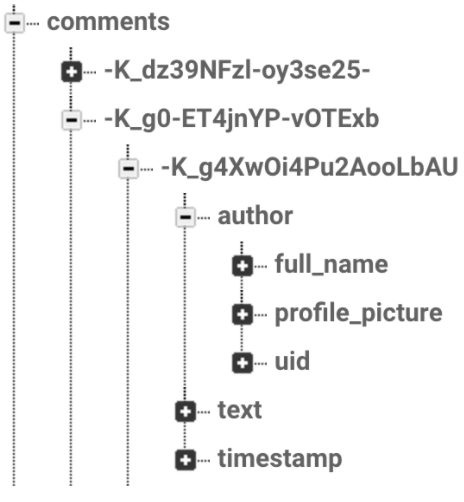 comments
-K_dz39NFzl-oy3se25-
-K_g0-ET4jnYP-vOTExb
-K_g4XwOi4Pu2AooLbAU
author
full_name
profile_picture
uid
text
timestamp